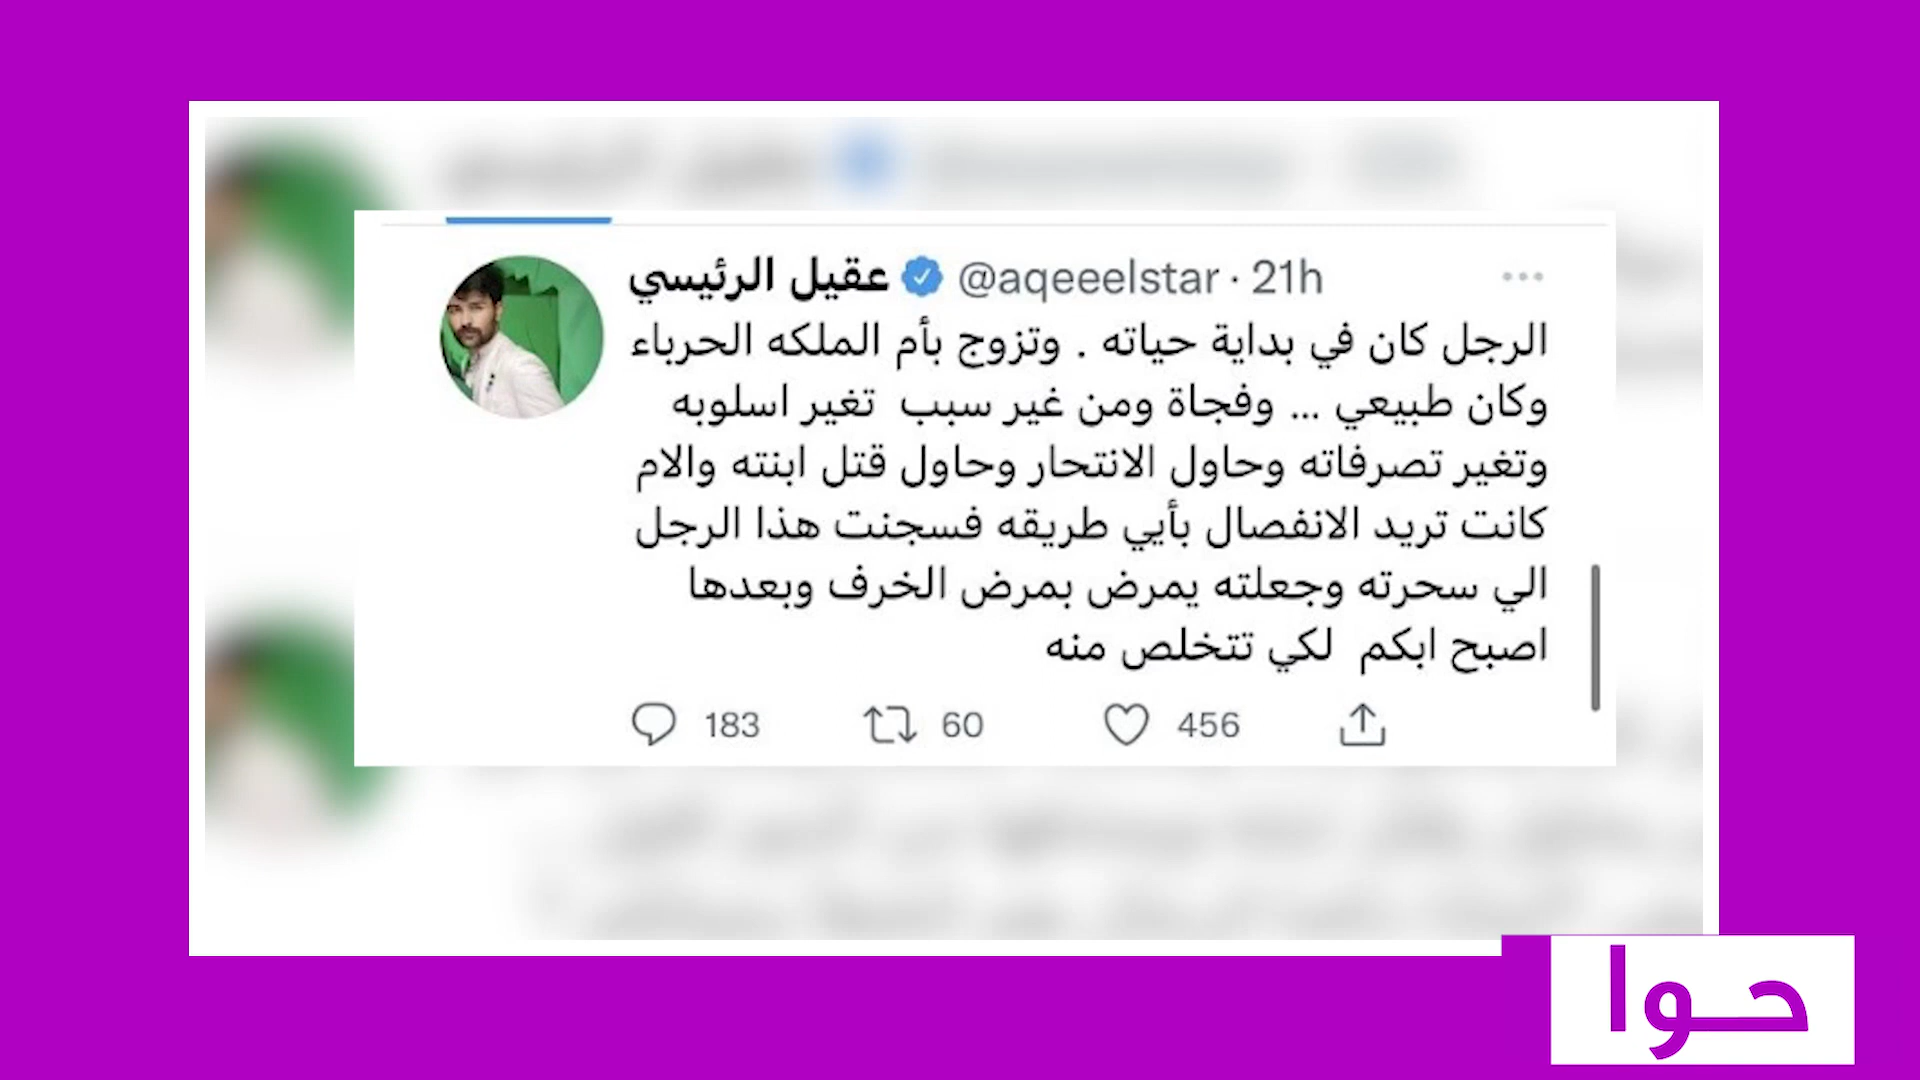 عقيل الرئيسي @aqeeelstar · 21h
الرجل كان في بداية حياته . وتزوج بأم الملكه الحرباء
وكان طبيعي ... وفجاة ومن غير سبب تغير اسلوبه
وتغير تصرفاته وحاول الانتحار وحاول قتل ابنته والام
كانت تريد الانفصال بأيي طريقه فسجنت هذا الرجل
الي سحرته وجعلته يمرض بمرض الخرف وبعدها
اصبح ابكم لكي تتخلص منه
183 60 456
حوا